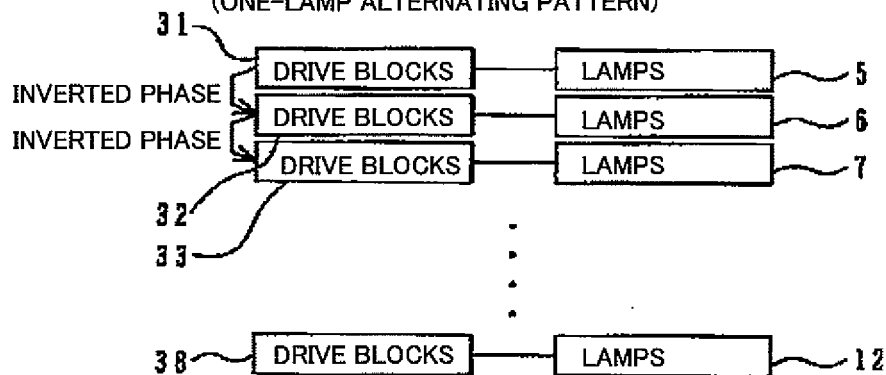 (ONE-LAMP ALTERNATING PATTERN)
31
DRIVE BLOCKS LAMPS 5
INVERTED PHASE
DRIVE BLOCKS LAMPS 6
INVERTED PHASE
DRIVE BLOCKS LAMPS 7
32
33
38 DRIVE BLOCKS LAMPS 12